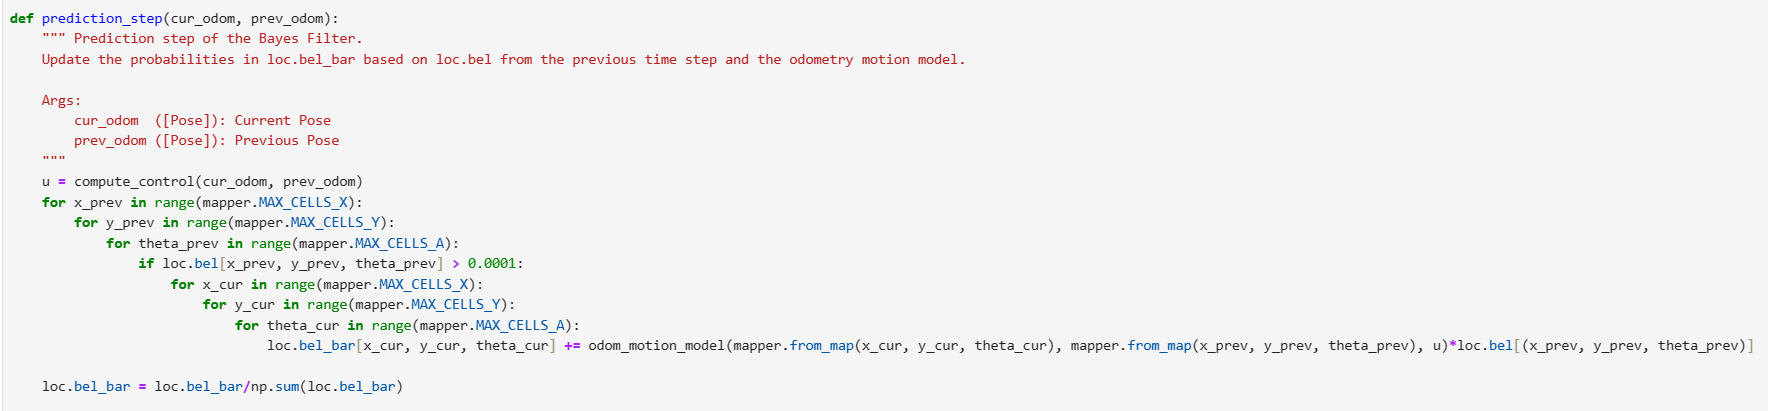 def prediction_step(cur_odom, prev_odom):
    """ Prediction step of the Bayes Filter.
    Update the probabilities in loc.bel_bar based on loc.bel from the previous time step and the odometry motion model.

    Args:
        cur_odom  ([Pose]): Current Pose
        prev_odom ([Pose]): Previous Pose
    """
    u = compute_control(cur_odom, prev_odom)
    for x_prev in range(mapper.MAX_CELLS_X):
        for y_prev in range(mapper.MAX_CELLS_Y):
            for theta_prev in range(mapper.MAX_CELLS_A):
                if loc.bel[x_prev, y_prev, theta_prev] > 0.0001:
                    for x_cur in range(mapper.MAX_CELLS_X):
                        for y_cur in range(mapper.MAX_CELLS_Y):
                            for theta_cur in range(mapper.MAX_CELLS_A):
                                loc.bel_bar[x_cur, y_cur, theta_cur] += odom_motion_model(mapper.from_map(x_cur, y_cur, theta_cur), mapper.from_map(x_prev, y_prev, theta_prev), u)*loc.bel[(x_prev, y_prev, theta_prev)]

    loc.bel_bar = loc.bel_bar/np.sum(loc.bel_bar)